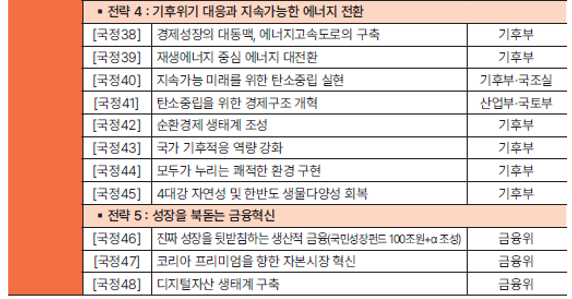 ▪ 전략 4 : 기후위기 대응과 지속가능한 에너지 전환
[국정38] 경제성장의 대동맥, 에너지고속도로의 구축 기후부
[국정39] 재생에너지 중심 에너지 대전환 기후부
[국정40] 지속가능 미래를 위한 탄소중립 실현 기후부·국조실
[국정41] 탄소중립을 위한 경제구조 개혁 산업부·국토부
[국정42] 순환경제 생태계 조성 기후부
[국정43] 국가 기후적응 역량 강화 기후부
[국정44] 모두가 누리는 쾌적한 환경 구현 기후부
[국정45] 4대강 자연성 및 한반도 생물다양성 회복 기후부
▪ 전략 5 : 성장을 북돋는 금융혁신
[국정46] 진짜 성장을 뒷받침하는 생산적 금융(국민성장펀드 100조원+α 조성) 금융위
[국정47] 코리아 프리미엄을 향한 자본시장 혁신 금융위
[국정48] 디지털자산 생태계 구축 금융위